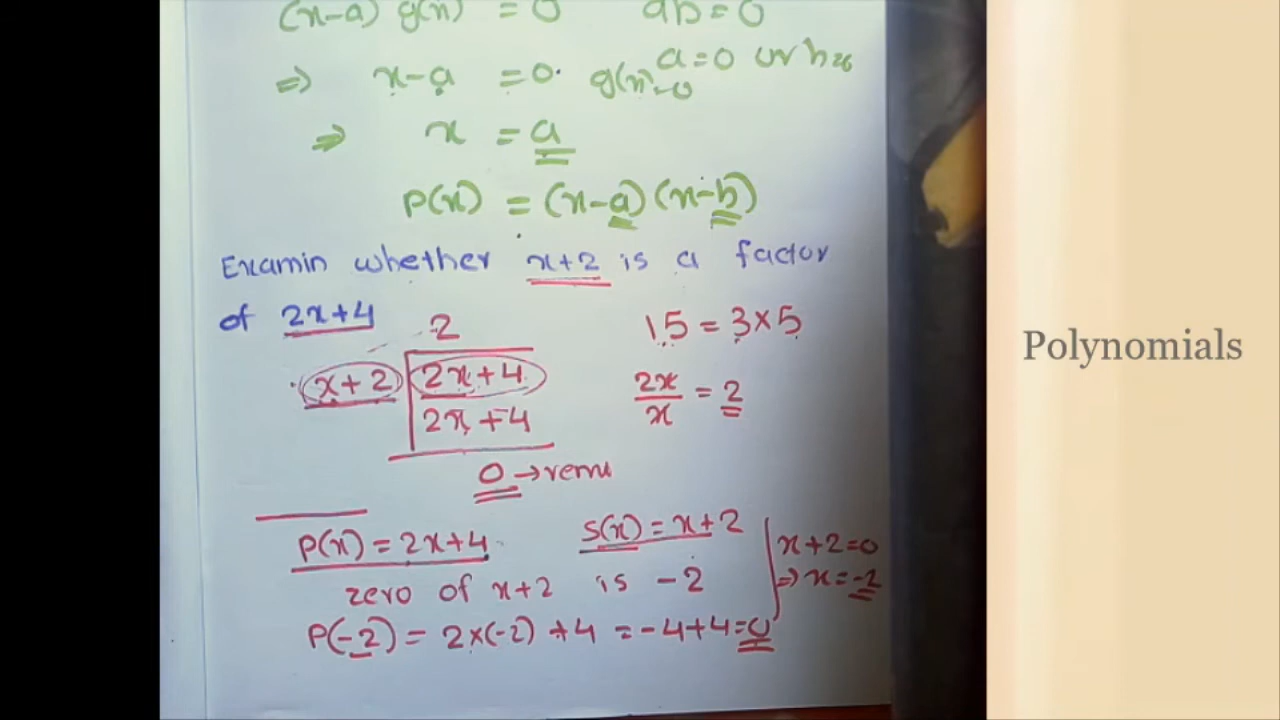 (x-a) g(x) = 0 ab = 0
⇒ x-a = 0. g(x)=0 a=0 or b=0
⇒ x = a
P(x) = (x-a)(x-b)
Examin whether x+2 is a factor
of 2x+4
2
x+2 2x+4
2x+4
0 → rem
15 = 3×5
2x/x = 2
P(x) = 2x+4 S(x) = x+2
zero of x+2 is -2
x+2=0
⇒ x=-2
P(-2) = 2×(-2) +4 = -4+4=0
Polynomials